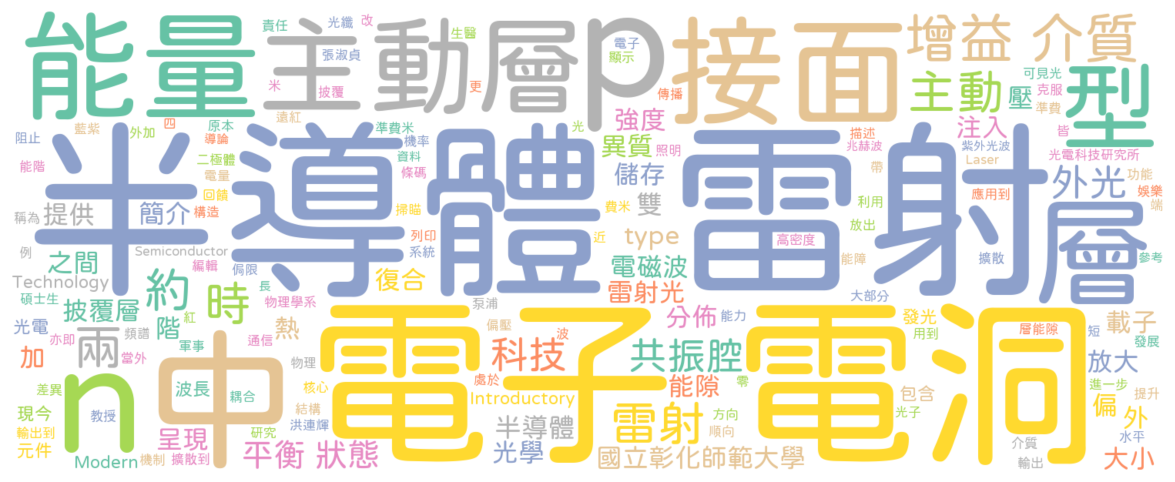 能量 主動層 p 接面 增益 介質
責任 光纖 改 生醫 張淑貞 電子 顯示 米 披覆 更 遠紅 傳播
主動 壓 型 可見光 克服 準費
阻止 藍紫 外加 四 原本 導論 準費米 機率 光 強度 描述 注入 皆
能階 二極體 電量 資料 條碼 異質 照明 兆赫波 紫外光波 光電科技研究所
半導體 雷射 層
稱為 提供 簡介 回饋 構造 掃瞄 費米 儲存 雙 帶 Laser 利用 放出 應用到 外光 功能 娛樂 端
例 Semiconductor 列印 系統 近 type 高密度 能障 擴散 參考
之間 編輯 侷限 Technology 長 復合 電磁波 大部分
碩士生 披覆層 約 時 物理學系 泵浦 雷射光
光電 亦即 頻譜 階 紅 通信 熱 偏壓 波 分佈 能力 發光 用到 層能隙 短 載子 發展
加 兩 當外 軍事 物理 科技 共振腔 零 放大 進一步
n 中 電子 電洞
差異 波長 耦合 核心 處於 能隙 包含 偏 提升
現今 教授 結構 Introductory 方向 光子 外
輸出到 元件 呈現 研究 洪連輝 半導體 雷射 順向 水平
Modern 機制 擴散到 平衡 狀態 光學 國立彰化師範大學 介質 輸出 大小